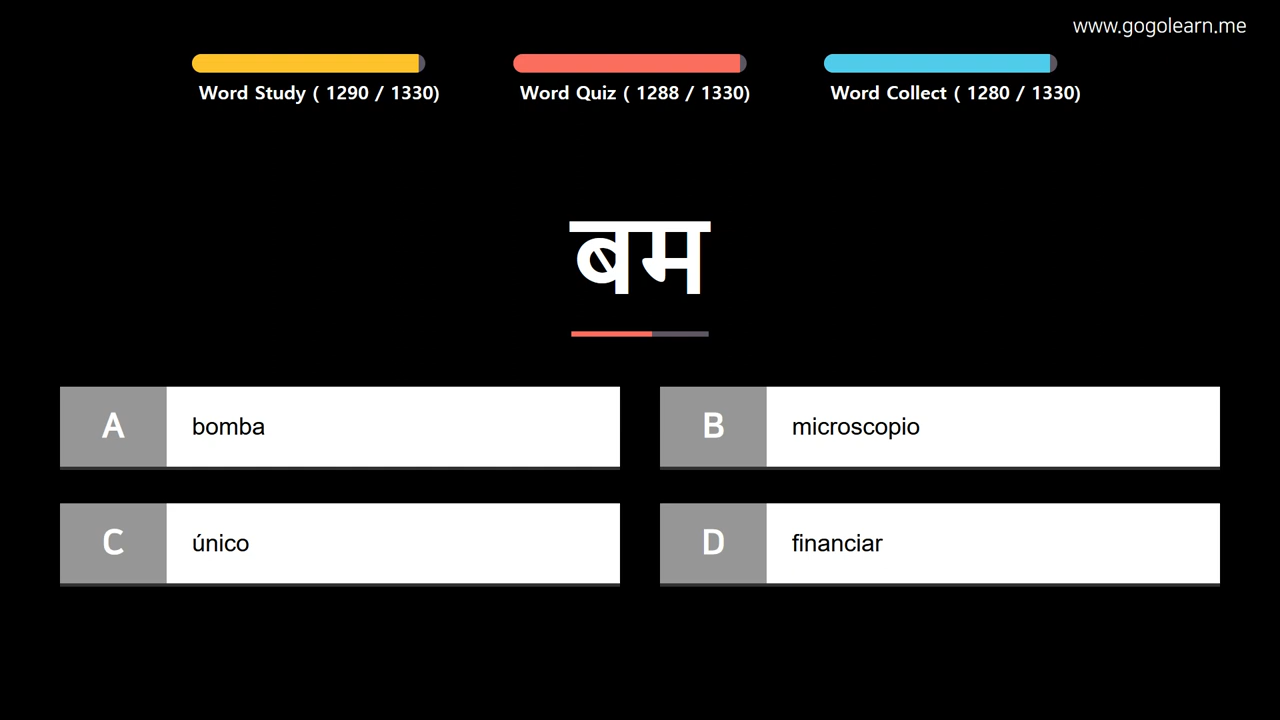 www.gogolearn.me
Word Study ( 1290 / 1330)
Word Quiz ( 1288 / 1330)
Word Collect ( 1280 / 1330)
बम
A bomba
B microscopio
C único
D financiar